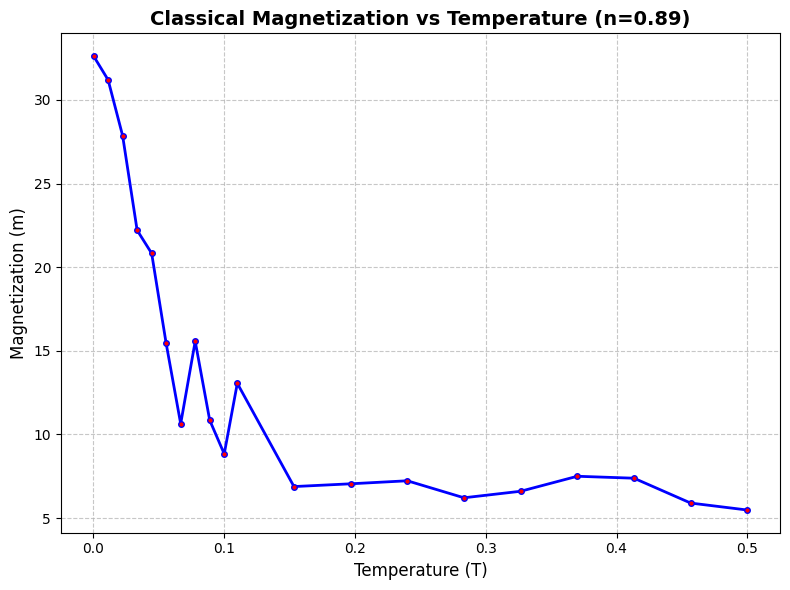 Classical Magnetization vs Temperature (n=0.89)
Magnetization (m)
30
25
20
15
10
5
0.0 0.1 0.2 0.3 0.4 0.5
Temperature (T)